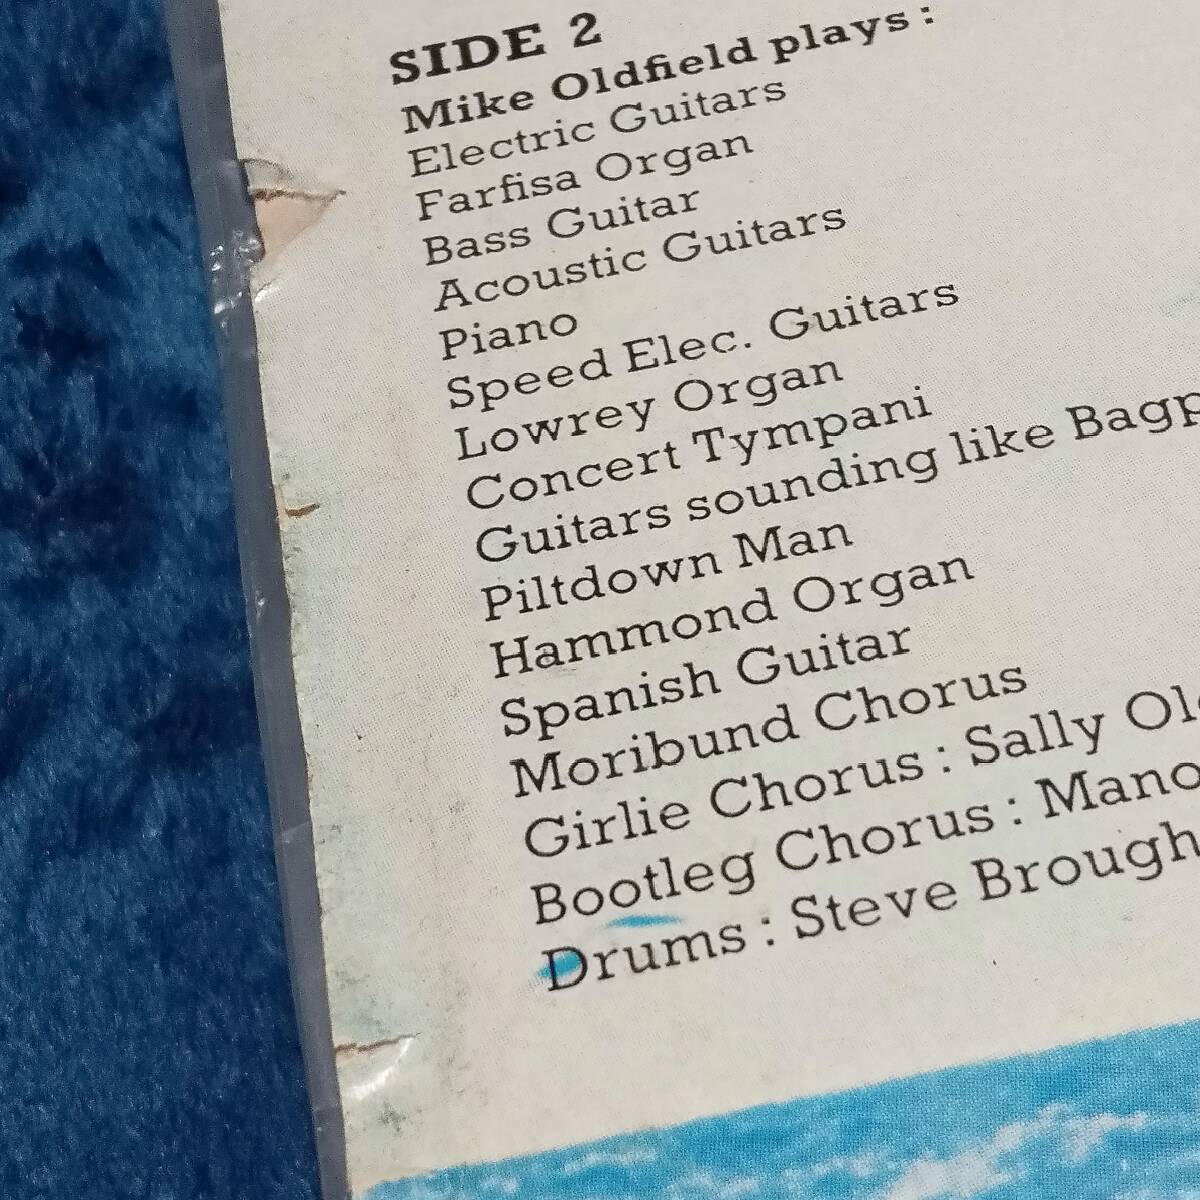 SIDE 2
Mike Oldfield plays :
Electric Guitars
Farfisa Organ
Bass Guitar
Acoustic Guitars
Piano
Speed Elec. Guitars
Lowrey Organ
Concert Tympani
Guitars sounding like Bagp
Piltdown Man
Hammond Organ
Spanish Guitar
Moribund Chorus
Girlie Chorus : Sally Ol
Bootleg Chorus : Mano
Drums : Steve Brough